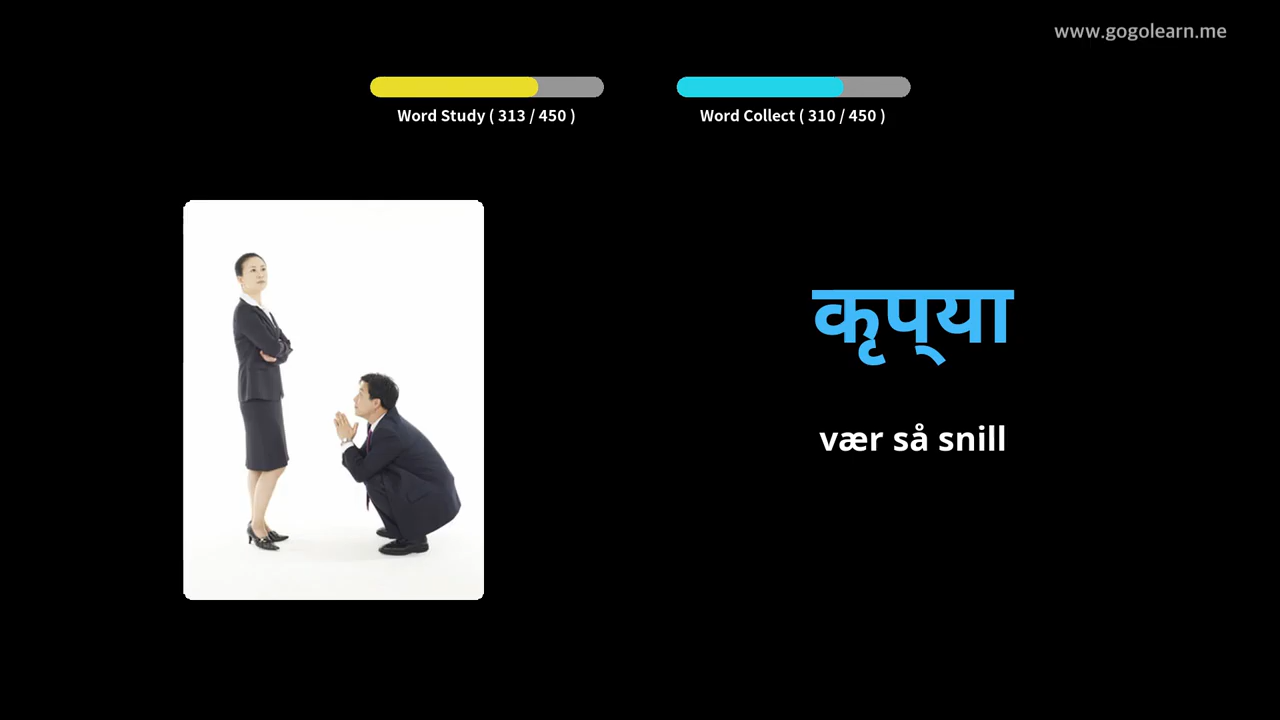 www.gogolearn.me
Word Study ( 313 / 450 )
Word Collect ( 310 / 450 )
कृप्‌या
vær så snill